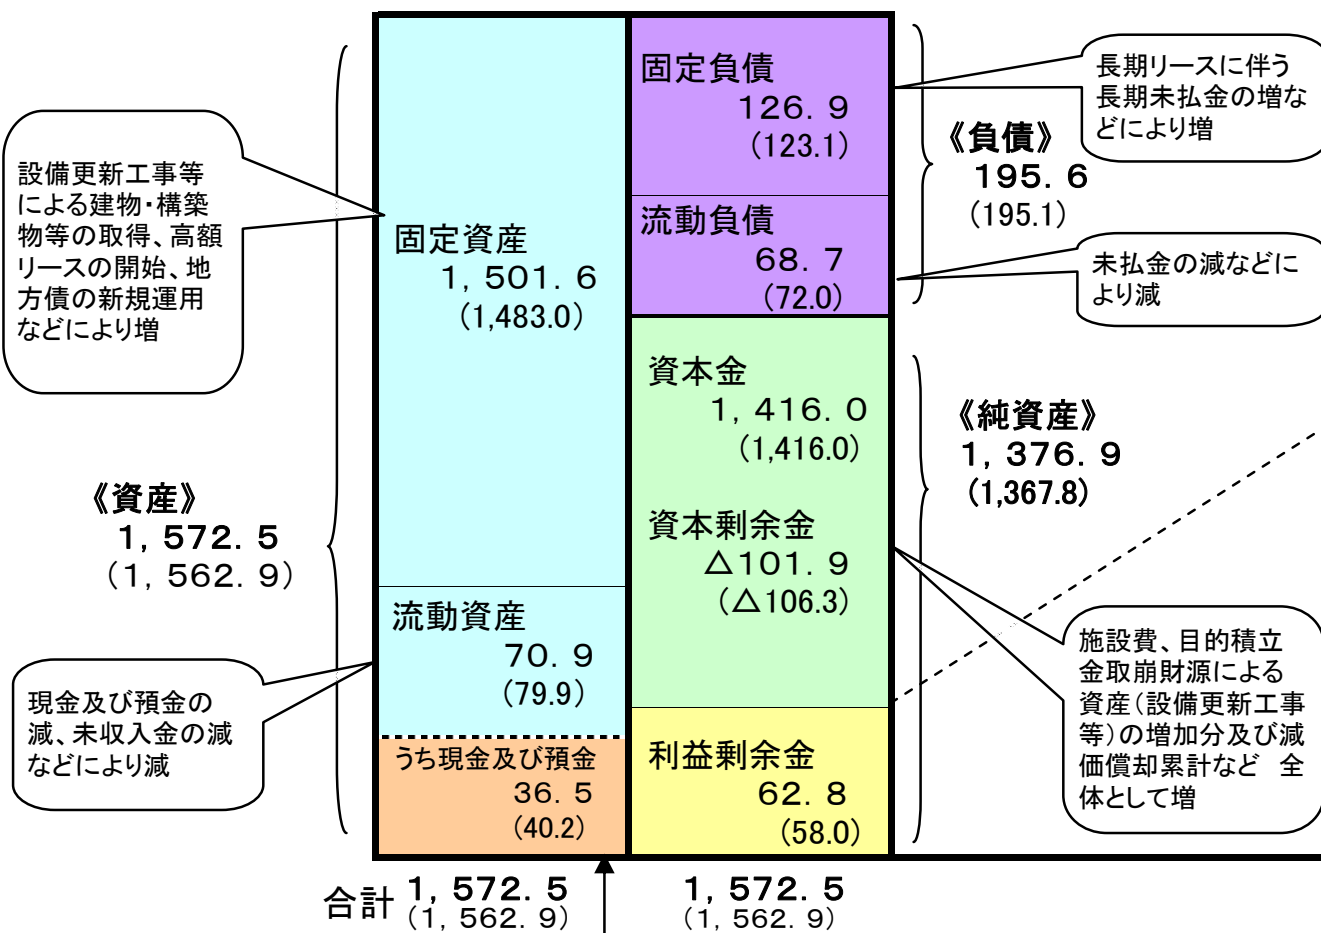 設備更新工事等
による建物・構築
物等の取得、高額
リースの開始、地
方債の新規運用
などにより増
《資産》
1, 572. 5
(1, 562. 9)
現金及び預金の
減、未収入金の減
などにより減
固定資産
1, 501. 6
(1,483.0)
流動資産
70. 9
(79.9)
うち現金及び預金
36. 5
(40.2)
固定負債
126. 9
(123.1)
流動負債
68. 7
(72.0)
資本金
1, 416. 0
(1,416.0)
資本剰余金
△101. 9
(△106.3)
利益剰余金
62. 8
(58.0)
《負債》
195. 6
(195.1)
長期リースに伴う
長期未払金の増な
どにより増
未払金の減などに
より減
《純資産》
1, 376. 9
(1,367.8)
施設費、目的積立
金取崩財源による
資産(設備更新工事
等)の増加分及び減
価償却累計など 全
体として増
合計 1, 572. 5 1, 572. 5
(1, 562. 9) (1, 562. 9)